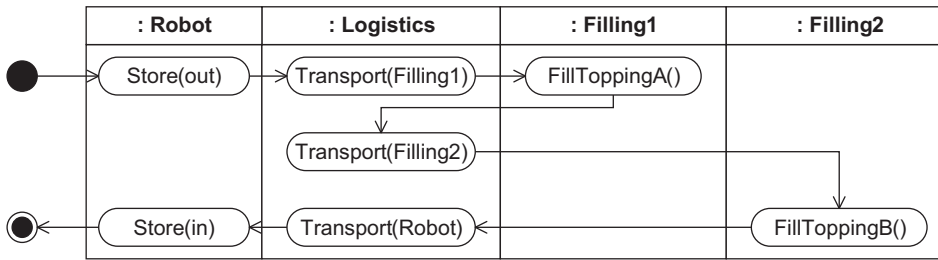 : Robot
: Logistics
: Filling1
: Filling2
Store(out)
Transport(Filling1)
FillToppingA()
Transport(Filling2)
Store(in)
Transport(Robot)
FillToppingB()